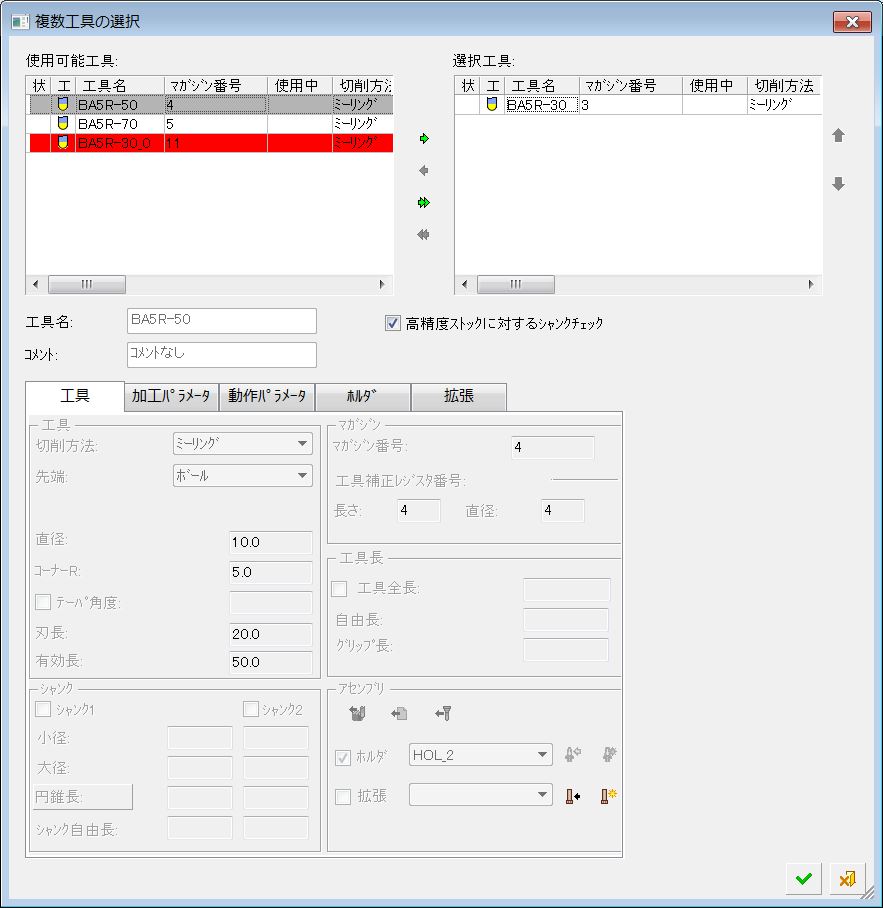 複数工具の選択
使用可能工具:
状 工 工具名 ﾏｶﾞｼﾞﾝ番号 使用中 切削方法
BA5R-50 4 ﾐｰﾘﾝｸﾞ
BA5R-70 5 ﾐｰﾘﾝｸﾞ
BA5R-30_0 11 ﾐｰﾘﾝｸﾞ
選択工具:
状 工 工具名 ﾏｶﾞｼﾞﾝ番号 使用中 切削方法
BA5R-30 3 ﾐｰﾘﾝｸﾞ
工具名: BA5R-50
高精度ｽﾄｯｸに対するｼｬﾝｸﾁｪｯｸ
ｺﾒﾝﾄ: ｺﾒﾝﾄなし
工具 加工ﾊﾟﾗﾒｰﾀ 動作ﾊﾟﾗﾒｰﾀ ﾎﾙﾀﾞ 拡張
工具
切削方法: ﾐｰﾘﾝｸﾞ
先端: ﾎﾞｰﾙ
直径: 10.0
ｺｰﾅｰR: 5.0
ﾃｰﾊﾟ角度:
刃長: 20.0
有効長: 50.0
ｼｬﾝｸ
ｼｬﾝｸ1 ｼｬﾝｸ2
小径:
大径:
円錐長:
ｼｬﾝｸ自由長:
ﾏｶﾞｼﾞﾝ
ﾏｶﾞｼﾞﾝ番号: 4
工具補正ﾚｼﾞｽﾀ番号:
長さ: 4 直径: 4
工具長
工具全長:
自由長:
ｸﾞﾘｯﾌﾟ長:
ｱｾﾝﾌﾞﾘ
ﾎﾙﾀﾞ HOL_2
拡張